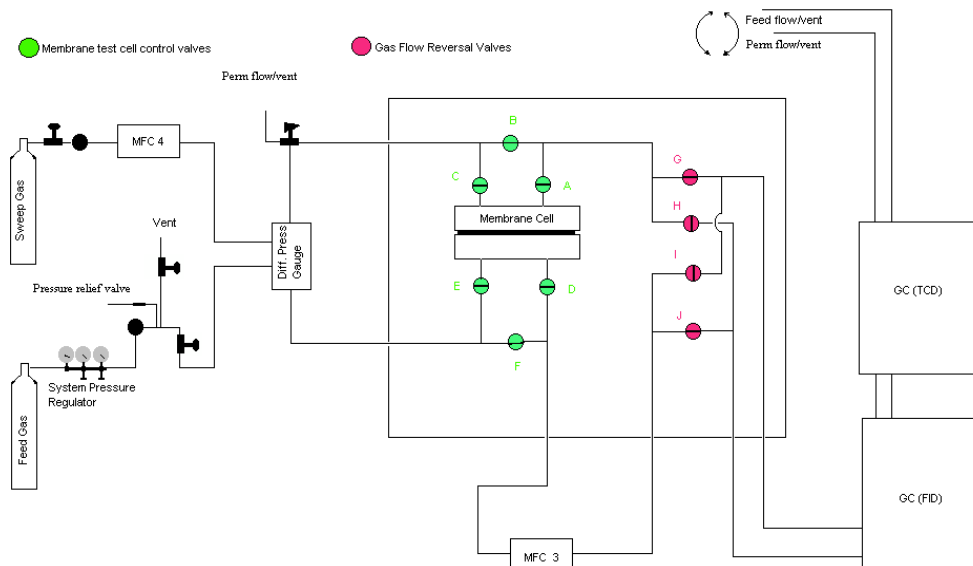 Membrane test cell control valves
Gas Flow Reversal Valves
Feed flow/vent
Perm flow/vent
Perm flow/vent
B
G
MFC 4
C
A
H
Sweep Gas
Membrane Cell
Vent
Diff. Press
Gauge
I
E
D
Pressure relief valve
GC (TCD)
J
F
System Pressure
Regulator
Feed Gas
GC (FID)
MFC 3